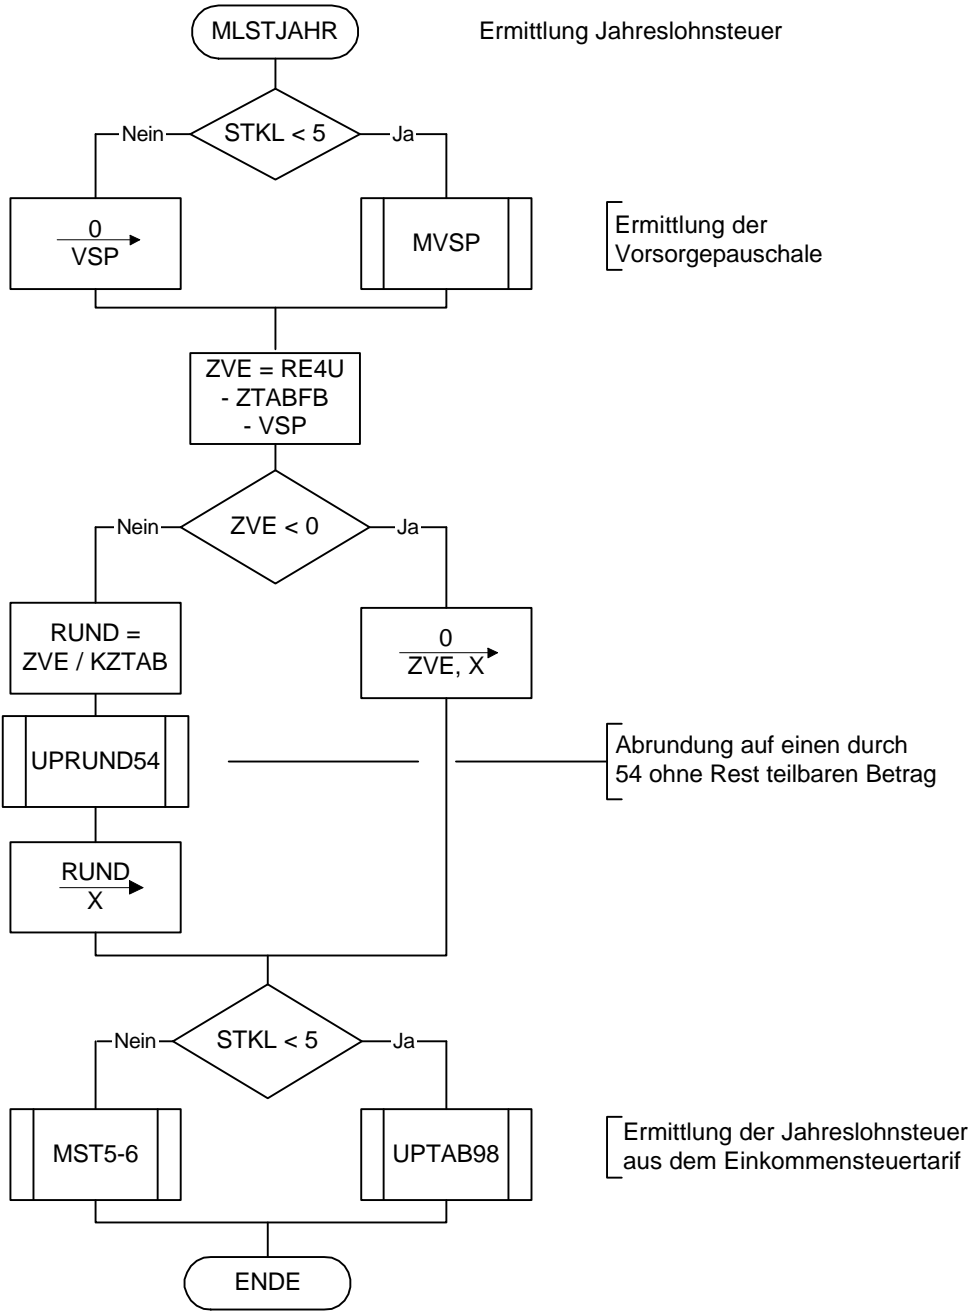 MLSTJAHR
Ermittlung Jahreslohnsteuer
Nein
STKL < 5
Ja
0
VSP
MVSP
Ermittlung der
Vorsorgepauschale
ZVE = RE4U
- ZTABFB
- VSP
Nein
ZVE < 0
Ja
RUND =
ZVE / KZTAB
0
ZVE, X
UPRUND54
Abrundung auf einen durch
54 ohne Rest teilbaren Betrag
RUND
X
Nein
STKL < 5
Ja
MST5-6
UPTAB98
Ermittlung der Jahreslohnsteuer
aus dem Einkommensteuertarif
ENDE